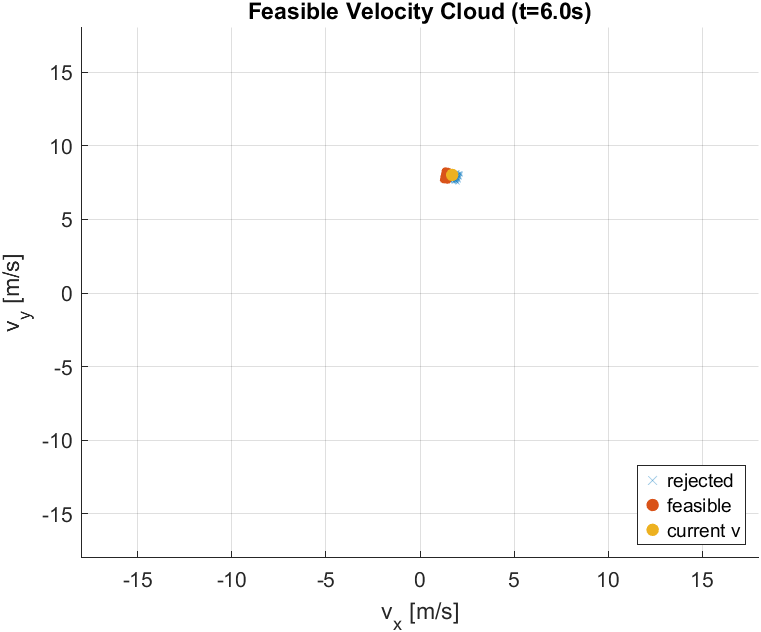 Feasible Velocity Cloud (t=6.0s)
15
10
5
0
-5
-10
-15
v_y [m/s]
-15
-10
-5
0
5
10
15
v_x [m/s]
rejected
feasible
current v